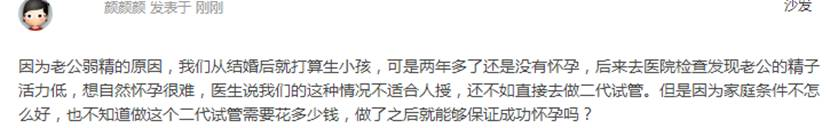 颜颜颜 发表于 刚刚 沙发
因为老公弱精的原因，我们从结婚后就打算生小孩，可是两年多了还是没有怀孕，后来去医院检查发现老公的精子
活力低，想自然怀孕很难，医生说我们的这种情况不适合人授，还不如直接去做二代试管。但是因为家庭条件不怎
么好，也不知道做这个二代试管需要花多少钱，做了之后就能够保证成功怀孕吗？